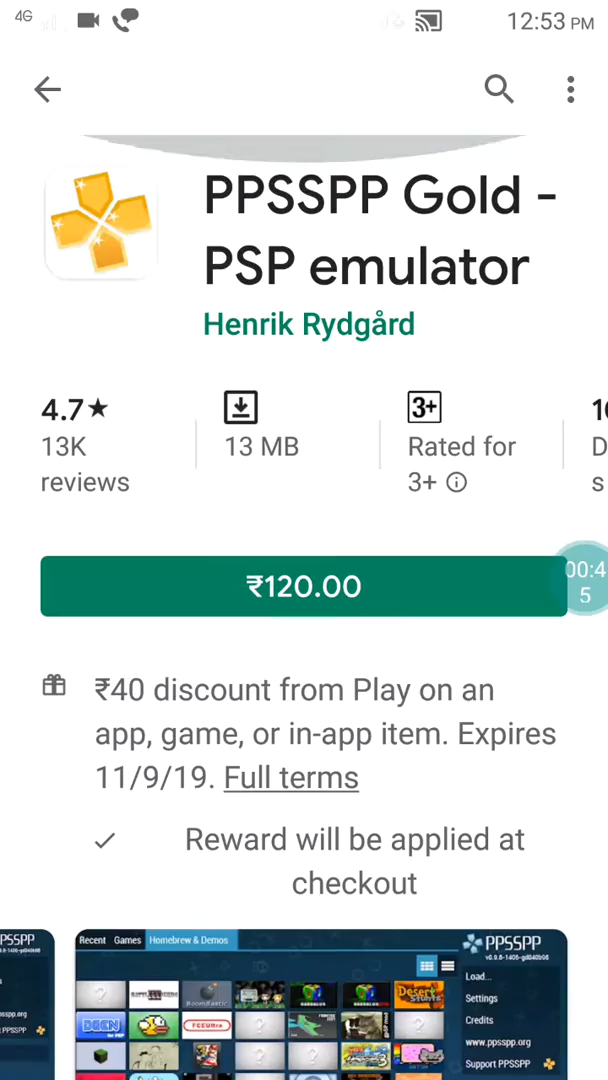 4G
12:53 PM
PPSSPP Gold -
PSP emulator
Henrik Rydgård
4.7★
13K
reviews
13 MB
3+
Rated for
3+
₹120.00
00:4
5
₹40 discount from Play on an
app, game, or in-app item. Expires
11/9/19. Full terms
Reward will be applied at
checkout
Recent Games Homebrew & Demos
PPSSPP
Load...
Settings
Credits
www.ppsspp.org
Support PPSSPP